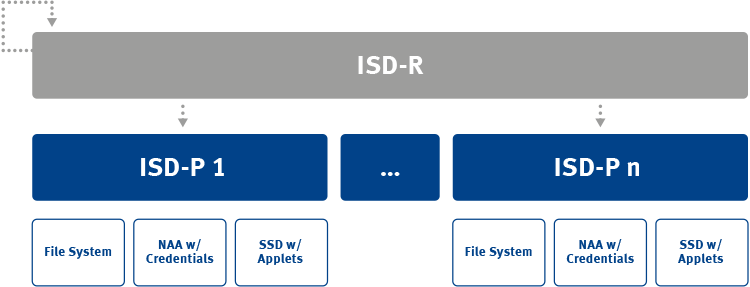 ISD-R
ISD-P 1
...
ISD-P n
File System
NAA w/
Credentials
SSD w/
Applets
File System
NAA w/
Credentials
SSD w/
Applets